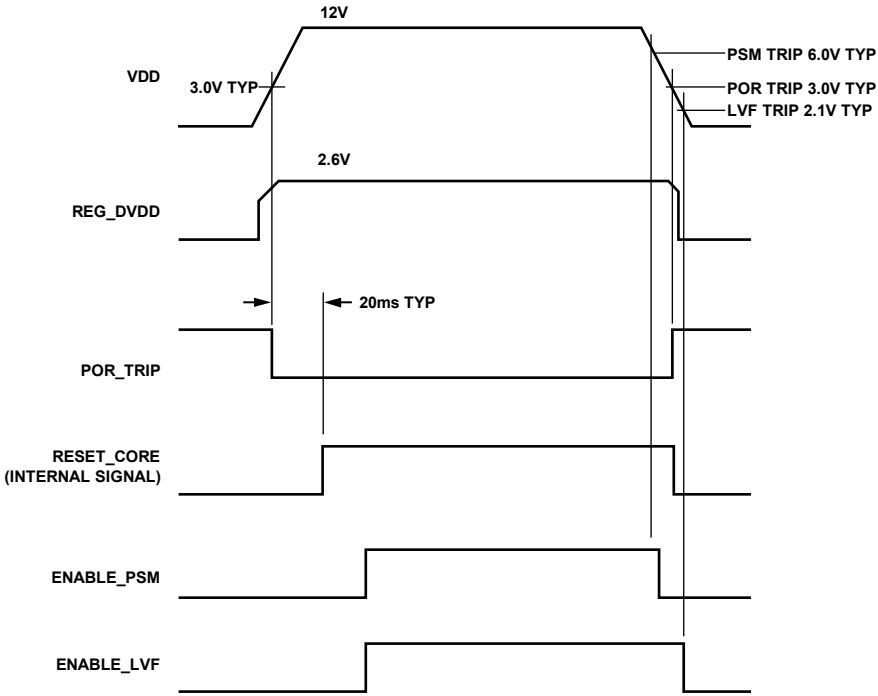 12V
PSM TRIP 6.0V TYP
VDD
3.0V TYP
POR TRIP 3.0V TYP
LVF TRIP 2.1V TYP
2.6V
REG_DVDD
20ms TYP
POR_TRIP
RESET_CORE
(INTERNAL SIGNAL)
ENABLE_PSM
ENABLE_LVF